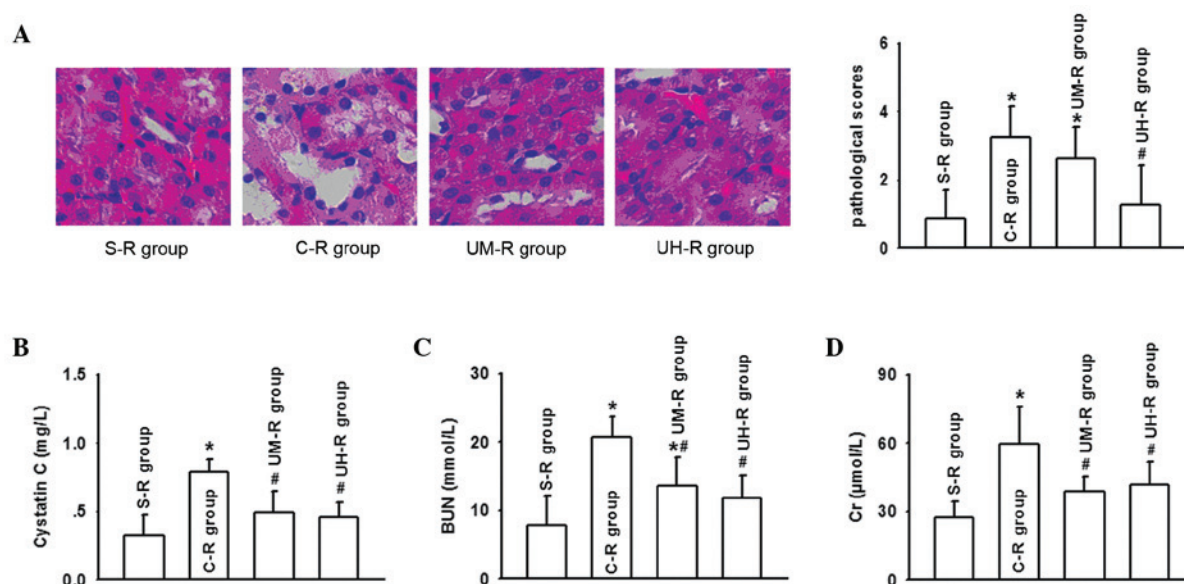 A
S-R group
C-R group
UM-R group
UH-R group
pathological scores
6
4
2
0
S-R group
*
C-R group
* UM-R group
# UH-R group
B
Cystatin C (mg/L)
1.5
1.0
.5
0.0
S-R group
*
C-R group
# UM-R group
# UH-R group
C
BUN (mmol/L)
30
20
10
0
S-R group
*
C-R group
*# UM-R group
# UH-R group
D
Cr (µmol/L)
90
60
30
0
S-R group
*
C-R group
# UM-R group
# UH-R group